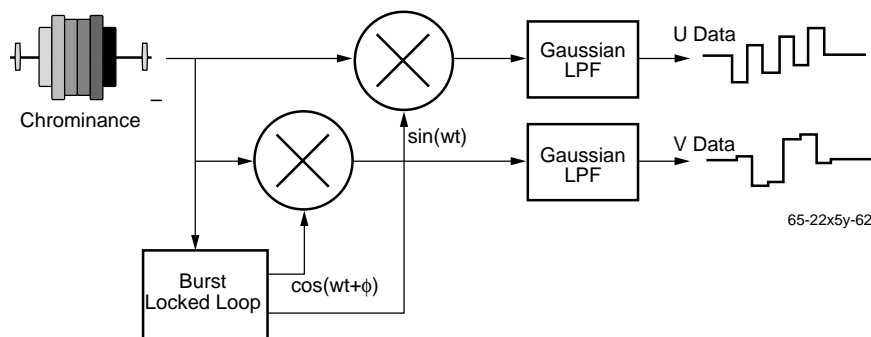 U Data
Gaussian
LPF
Chrominance
–
sin(wt)
V Data
Gaussian
LPF
65-22x5y-62
Burst
Locked Loop
cos(wt+ϕ)